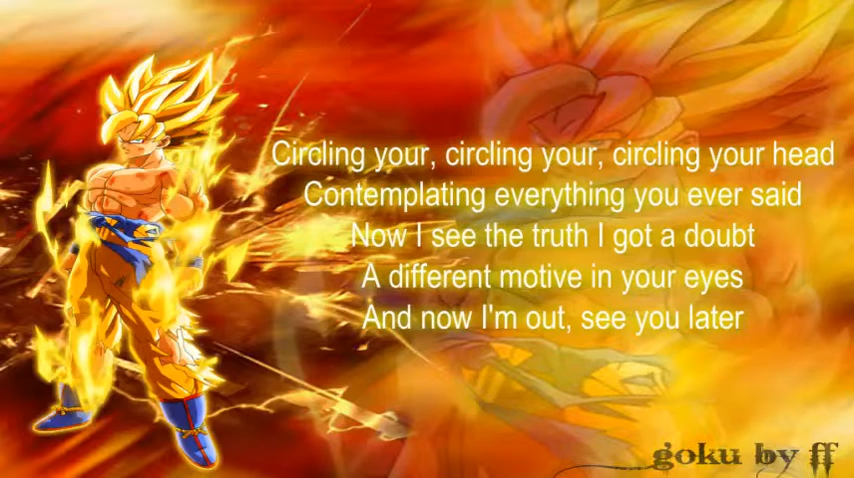 Circling your, circling your, circling your head
Contemplating everything you ever said
Now I see the truth I got a doubt
A different motive in your eyes
And now I'm out, see you later
goku by ff